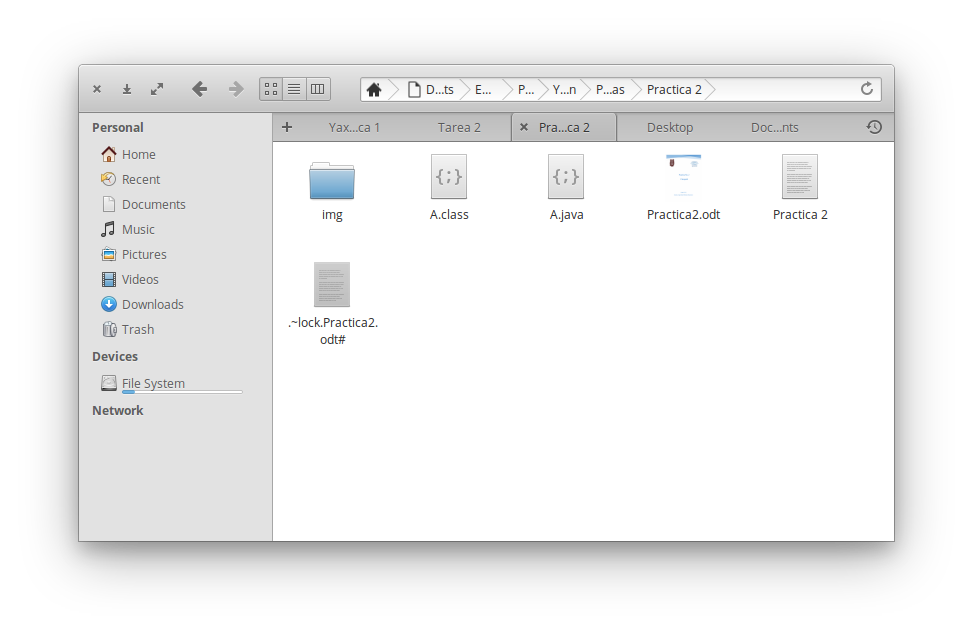 D...ts E... P... Y...n P...as Practica 2
Yax...ca 1 Tarea 2 Pra...ca 2 Desktop Doc...nts
Personal
Home
Recent
Documents
Music
Pictures
Videos
Downloads
Trash
Devices
File System
Network
img A.class A.java Practica2.odt Practica 2
.~lock.Practica2.
odt#